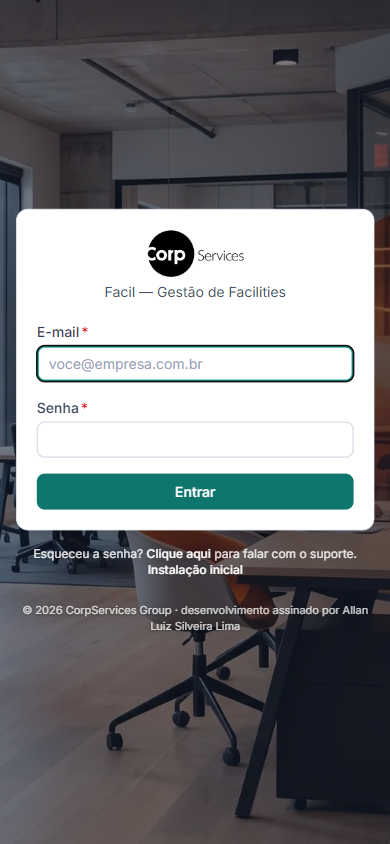 Corp Services
Facil — Gestão de Facilities
E-mail *
voce@empresa.com.br
Senha *
Entrar
Esqueceu a senha? Clique aqui para falar com o suporte.
Instalação inicial
© 2026 CorpServices Group · desenvolvimento assinado por Allan
Luiz Silveira Lima